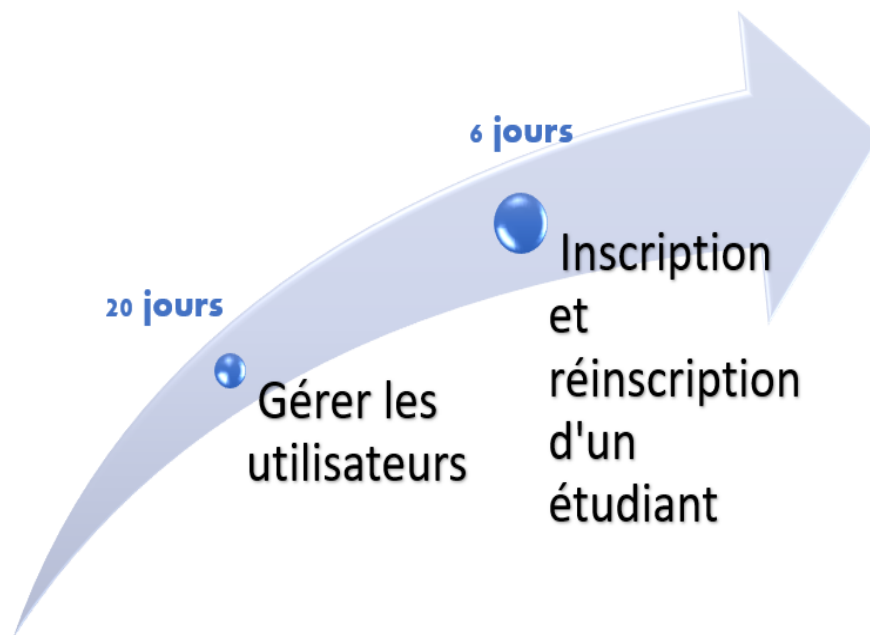 6 jours
20 jours
Gérer les
utilisateurs
Inscription
et
réinscription
d'un
étudiant